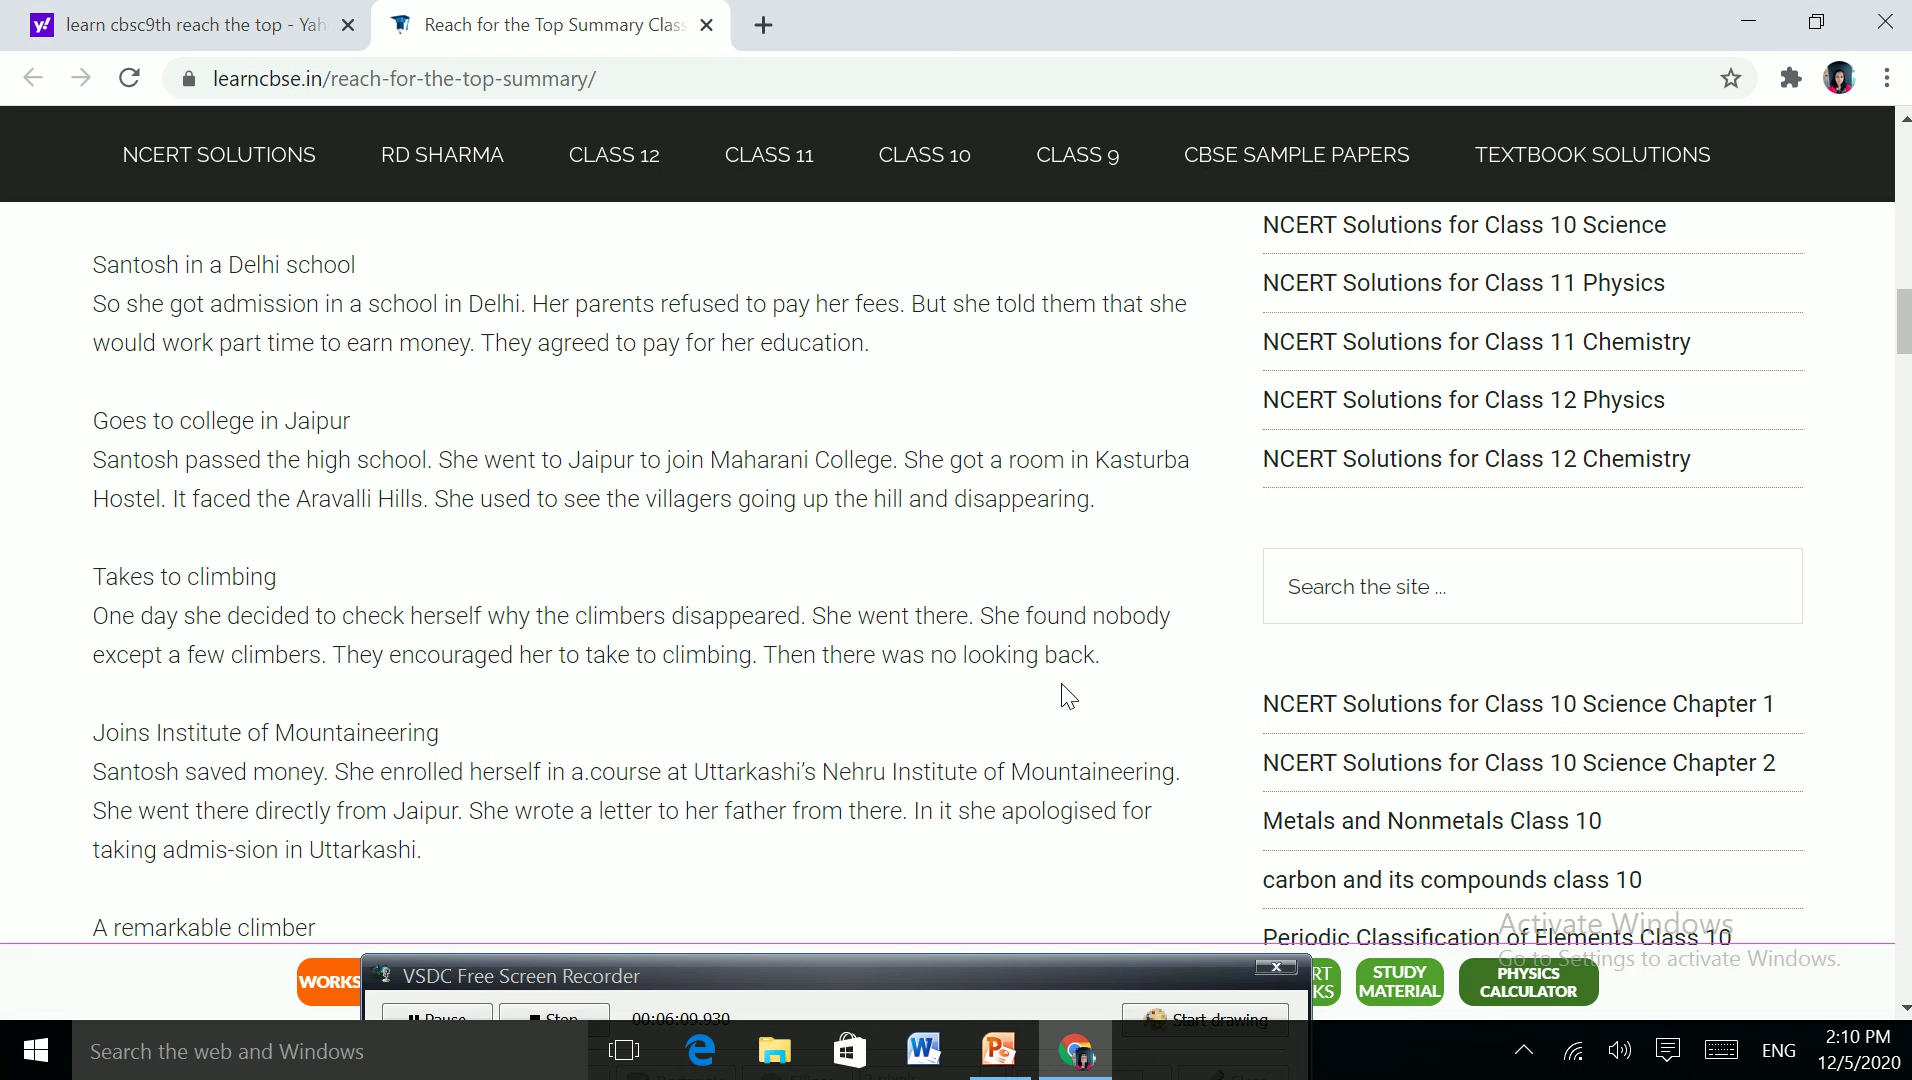 learn cbsc9th reach the top - Yah
Reach for the Top Summary Class
learncbse.in/reach-for-the-top-summary/
NCERT SOLUTIONS
RD SHARMA
CLASS 12
CLASS 11
CLASS 10
CLASS 9
CBSE SAMPLE PAPERS
TEXTBOOK SOLUTIONS
Santosh in a Delhi school
So she got admission in a school in Delhi. Her parents refused to pay her fees. But she told them that she
would work part time to earn money. They agreed to pay for her education.
Goes to college in Jaipur
Santosh passed the high school. She went to Jaipur to join Maharani College. She got a room in Kasturba
Hostel. It faced the Aravalli Hills. She used to see the villagers going up the hill and disappearing.
Takes to climbing
One day she decided to check herself why the climbers disappeared. She went there. She found nobody
except a few climbers. They encouraged her to take to climbing. Then there was no looking back.
Joins Institute of Mountaineering
Santosh saved money. She enrolled herself in a.course at Uttarkashi’s Nehru Institute of Mountaineering.
She went there directly from Jaipur. She wrote a letter to her father from there. In it she apologised for
taking admis-sion in Uttarkashi.
A remarkable climber
NCERT Solutions for Class 10 Science
NCERT Solutions for Class 11 Physics
NCERT Solutions for Class 11 Chemistry
NCERT Solutions for Class 12 Physics
NCERT Solutions for Class 12 Chemistry
Search the site ...
NCERT Solutions for Class 10 Science Chapter 1
NCERT Solutions for Class 10 Science Chapter 2
Metals and Nonmetals Class 10
carbon and its compounds class 10
Periodic Classification of Elements Class 10
Activate Windows
Go to Settings to activate Windows.
WORKS
VSDC Free Screen Recorder
RT
KS
STUDY
MATERIAL
PHYSICS
CALCULATOR
Pause
Stop
00:06:09.930
Start drawing
Search the web and Windows
ENG
2:10 PM
12/5/2020